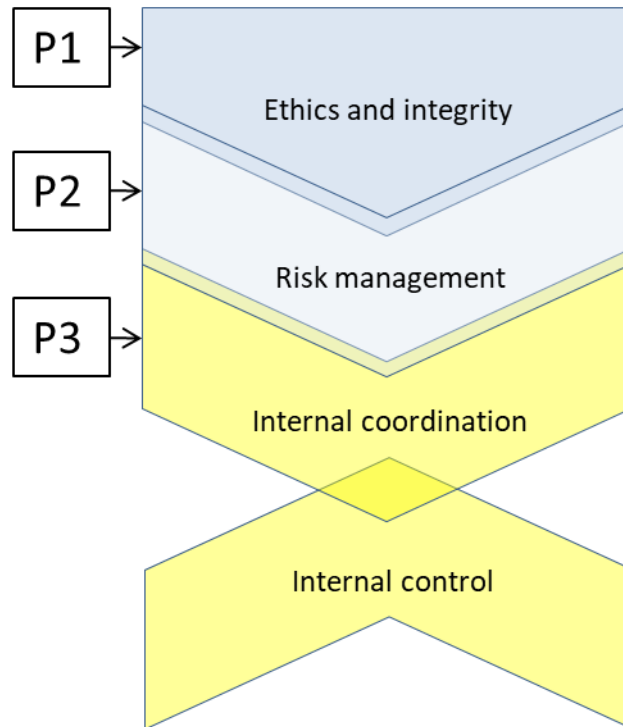 P1
Ethics and integrity
P2
Risk management
P3
Internal coordination
Internal control